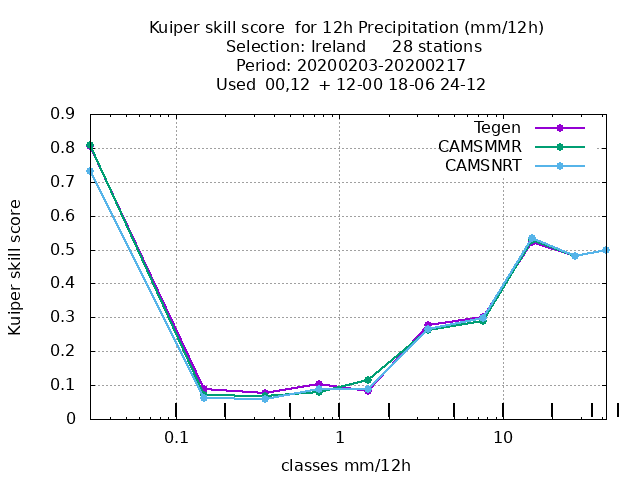 Kuiper skill score  for 12h Precipitation (mm/12h)
Selection: Ireland     28 stations
Period: 20200203-20200217
Used  00,12  + 12-00 18-06 24-12
Tegen
CAMSMMR
CAMSNRT
Kuiper skill score
0.9
0.8
0.7
0.6
0.5
0.4
0.3
0.2
0.1
0
0.1 1 10
classes mm/12h